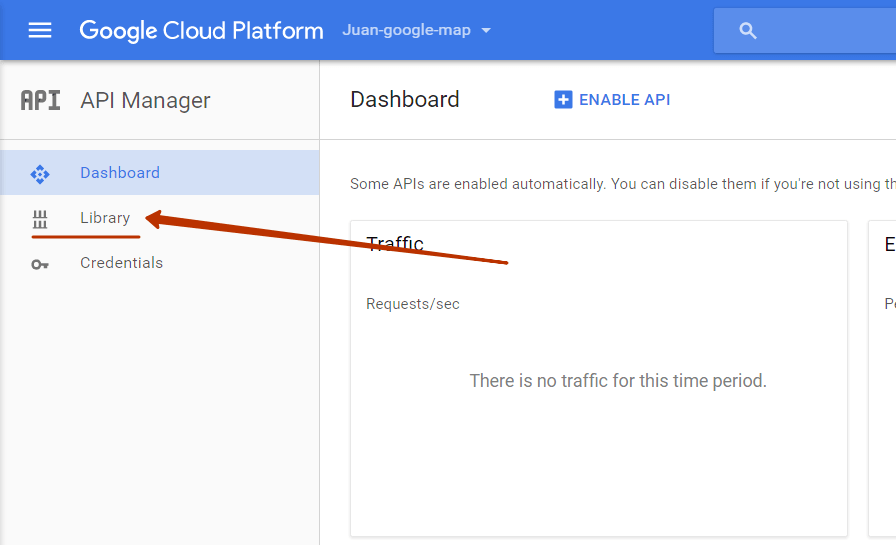 Google Cloud Platform
Juan-google-map
API
API Manager
Dashboard
Library
Credentials
Dashboard
ENABLE API
Some APIs are enabled automatically. You can disable them if you're not using
Traffic
Requests/sec
There is no traffic for this time period.